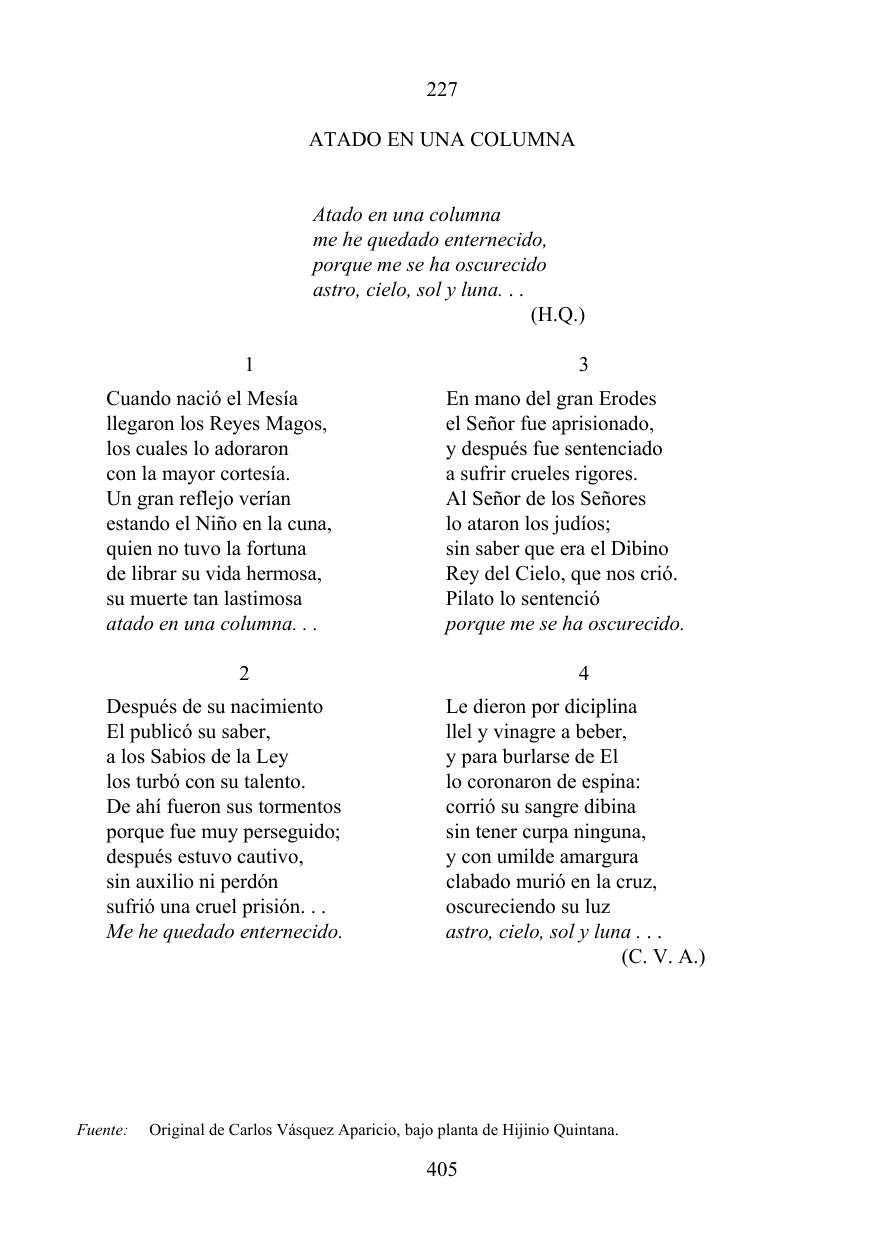 227
ATADO EN UNA COLUMNA
Atado en una columna
me he quedado enternecido,
porque me se ha oscurecido
astro, cielo, sol y luna. . .
(H.Q.)
1
Cuando nació el Mesía
llegaron los Reyes Magos,
los cuales lo adoraron
con la mayor cortesía.
Un gran reflejo verían
estando el Niño en la cuna,
quien no tuvo la fortuna
de librar su vida hermosa,
su muerte tan lastimosa
atado en una columna. . .
2
Después de su nacimiento
El publicó su saber,
a los Sabios de la Ley
los turbó con su talento.
De ahí fueron sus tormentos
porque fue muy perseguido;
después estuvo cautivo,
sin auxilio ni perdón
sufrió una cruel prisión. . .
Me he quedado enternecido.
3
En mano del gran Erodes
el Señor fue aprisionado,
y después fue sentenciado
a sufrir crueles rigores.
Al Señor de los Señores
lo ataron los judíos;
sin saber que era el Dibino
Rey del Cielo, que nos crió.
Pilato lo sentenció
porque me se ha oscurecido.
4
Le dieron por diciplina
llel y vinagre a beber,
y para burlarse de El
lo coronaron de espina:
corrió su sangre dibina
sin tener curpa ninguna,
y con umilde amargura
clabado murió en la cruz,
oscureciendo su luz
astro, cielo, sol y luna . . .
(C. V. A.)
Fuente: Original de Carlos Vásquez Aparicio, bajo planta de Hijinio Quintana.
405